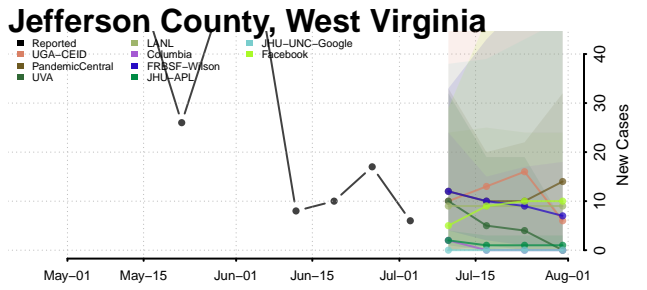 Jefferson County, West Virginia
Reported
UGA−CEID
PandemicCentral
UVA
LANL
Columbia
FRBSF−Wilson
JHU−APL
JHU−UNC−Google
Facebook
40
30
20
10
0
New Cases
May−01
May−15
Jun−01
Jun−15
Jul−01
Jul−15
Aug−01